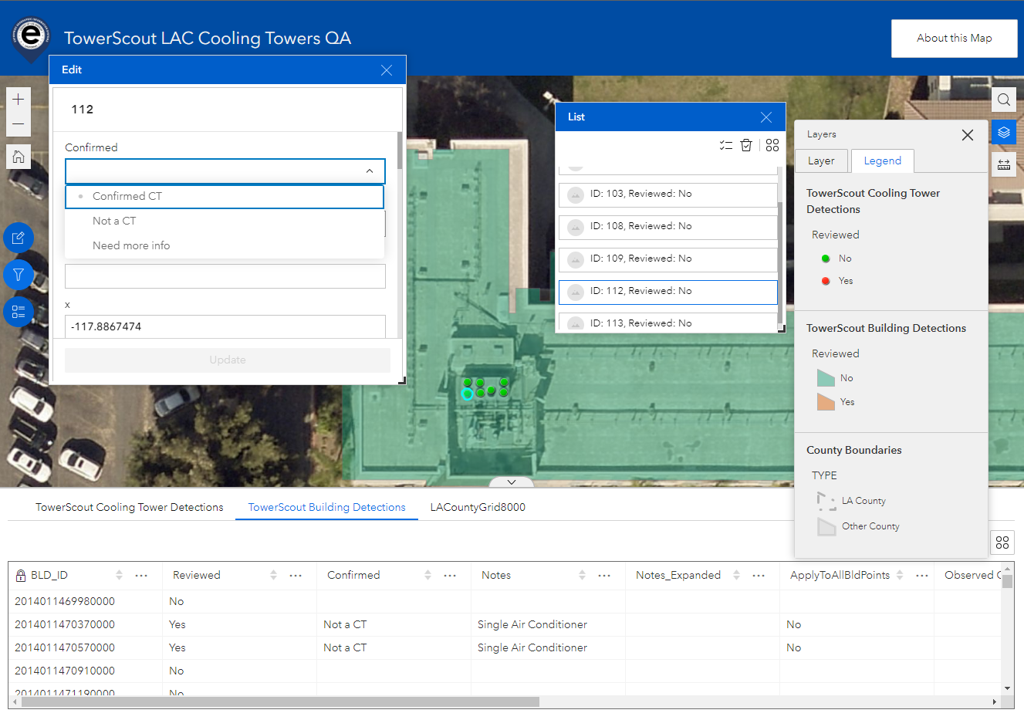 TowerScout LAC Cooling Towers QA
About this Map
Edit
112
Confirmed
Confirmed CT
Not a CT
Need more info
x
-117.8867474
Update
List
ID: 103, Reviewed: No
ID: 108, Reviewed: No
ID: 109, Reviewed: No
ID: 112, Reviewed: No
ID: 113, Reviewed: No
Layers
Layer Legend
TowerScout Cooling Tower
Detections
Reviewed
No
Yes
TowerScout Building Detections
Reviewed
No
Yes
County Boundaries
TYPE
LA County
Other County
TowerScout Cooling Tower Detections TowerScout Building Detections LACountyGrid8000
BLD_ID Reviewed Confirmed Notes Notes_Expanded ApplyToAllBldPoints Observed
2014011469980000 No
2014011470370000 Yes Not a CT Single Air Conditioner No
2014011470570000 Yes Not a CT Single Air Conditioner No
2014011470910000 No
2014011471190000 No